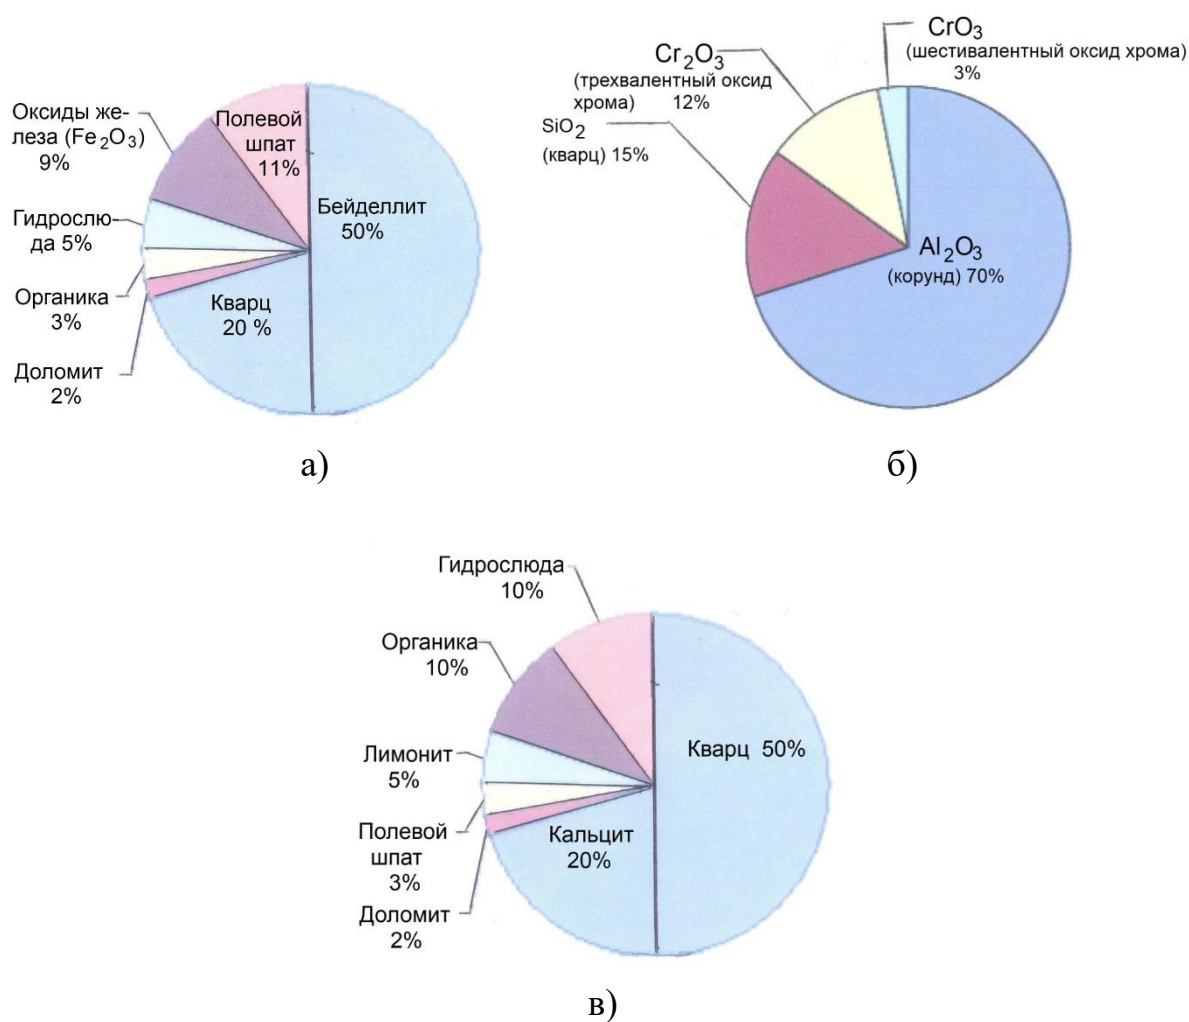 Оксиды же-
леза (Fe₂O₃)
9%
Полевой
шпат
11%
Бейделлит
50%
Гидрослю-
да 5%
Органика
3%
Доломит
2%
Кварц
20 %
а)
CrO₃
(шестивалентный оксид хрома)
3%
Cr₂O₃
(трехвалентный оксид
хрома) 12%
SiO₂
(кварц) 15%
Al₂O₃
(корунд) 70%
б)
Гидрослюда
10%
Органика
10%
Лимонит
5%
Полевой
шпат
3%
Доломит
2%
Кварц 50%
Кальцит
20%
в)